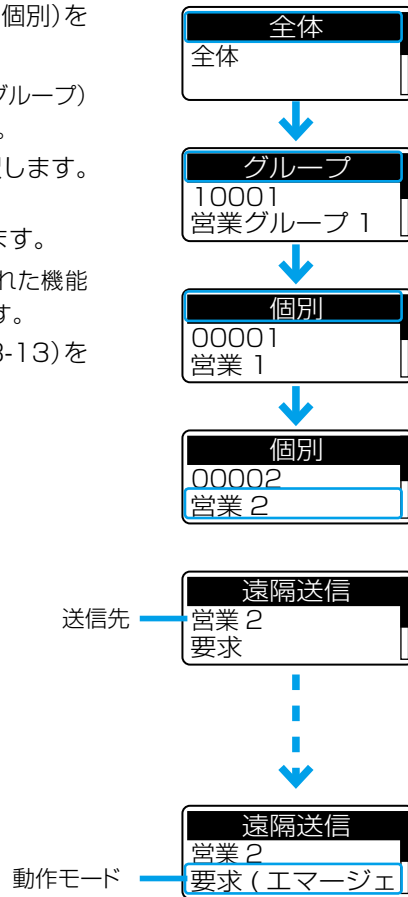 個別)を
グループ)
。
します。
ます。
れた機能
す。
3-13)を
全体
全体
グループ
10001
営業グループ 1
個別
00001
営業 1
個別
00002
営業 2
遠隔送信
送信先
営業 2
要求
遠隔送信
営業 2
動作モード
要求 ( エマージェ